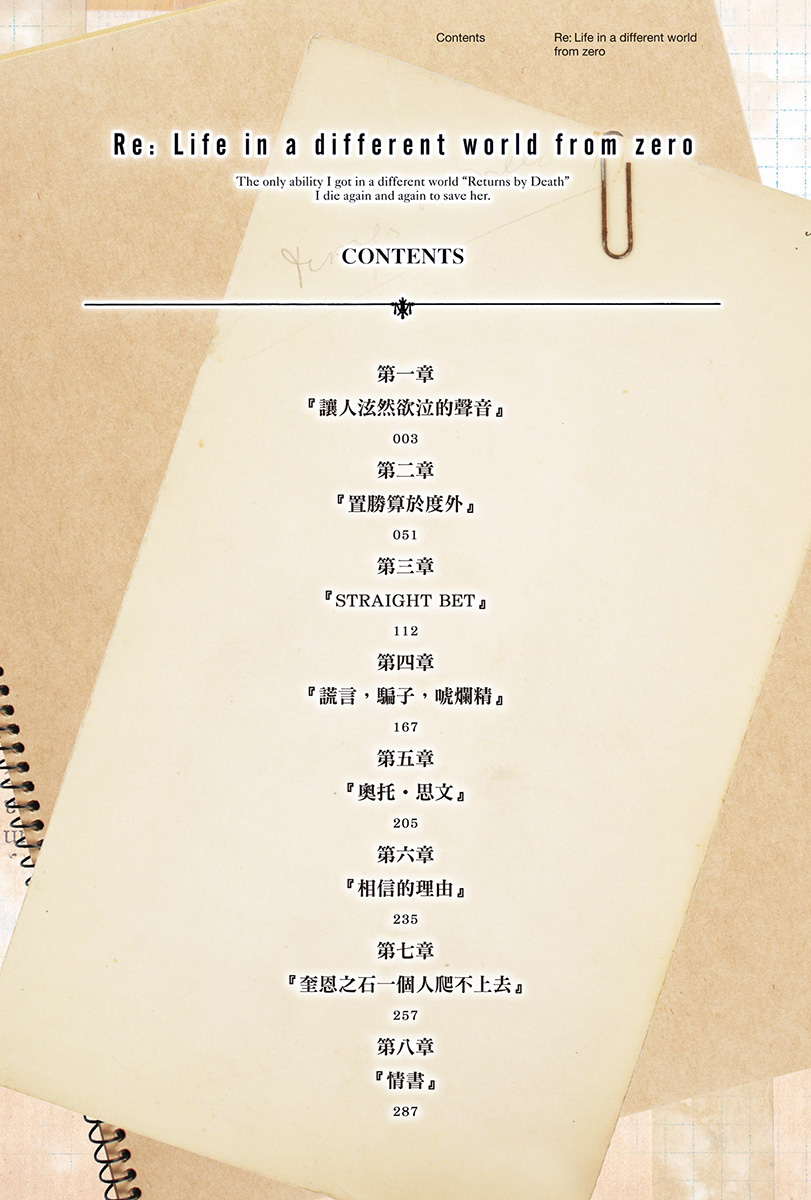 Contents
Re: Life in a different world
from zero
Re: Life in a different world from zero
The only ability I got in a different world “Returns by Death”
I die again and again to save her.
CONTENTS
第一章
『讓人泫然欲泣的聲音』
003
第二章
『置勝算於度外』
051
第三章
『STRAIGHT BET』
112
第四章
『謊言，騙子，唬爛精』
167
第五章
『奧托・思文』
205
第六章
『相信的理由』
235
第七章
『奎恩之石一個人爬不上去』
257
第八章
『情書』
287